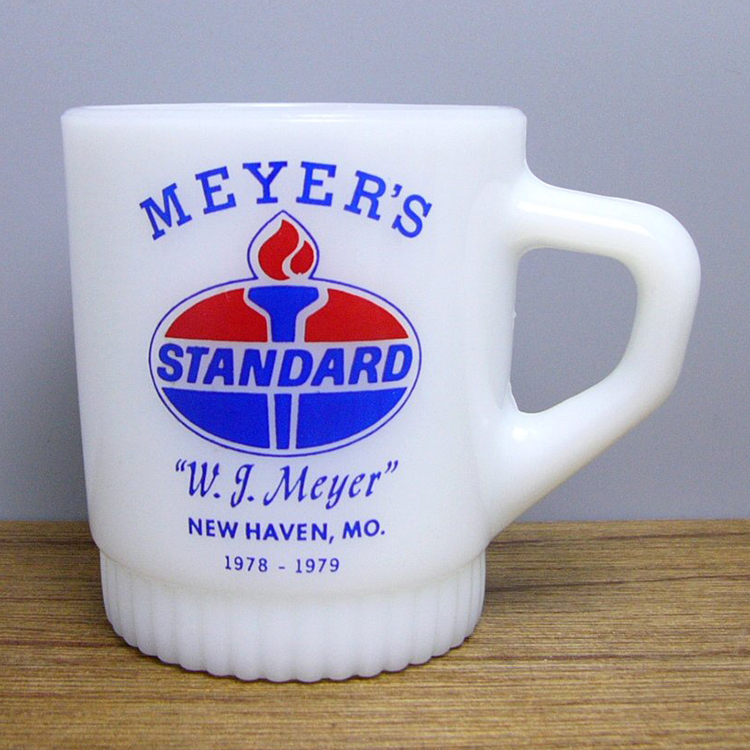 MEYER'S
STANDARD
"W. J. Meyer"
NEW HAVEN, MO.
1978 - 1979